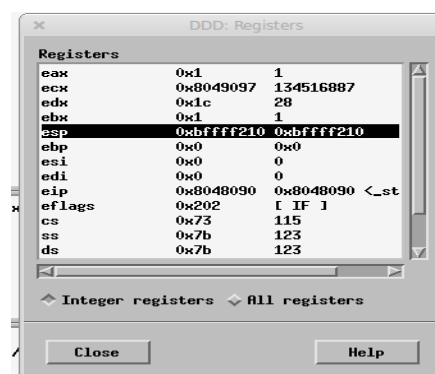 DDD: Registers
Registers
eax 0x1 1
ecx 0x8049097 134516887
edx 0x1c 28
ebx 0x1 1
esp 0xbffff210 0xbffff210
ebp 0x0 0x0
esi 0x0 0
edi 0x0 0
eip 0x8048090 0x8048090 <_st
eflags 0x202 [ IF ]
cs 0x73 115
ss 0x7b 123
ds 0x7b 123
Integer registers All registers
Close Help